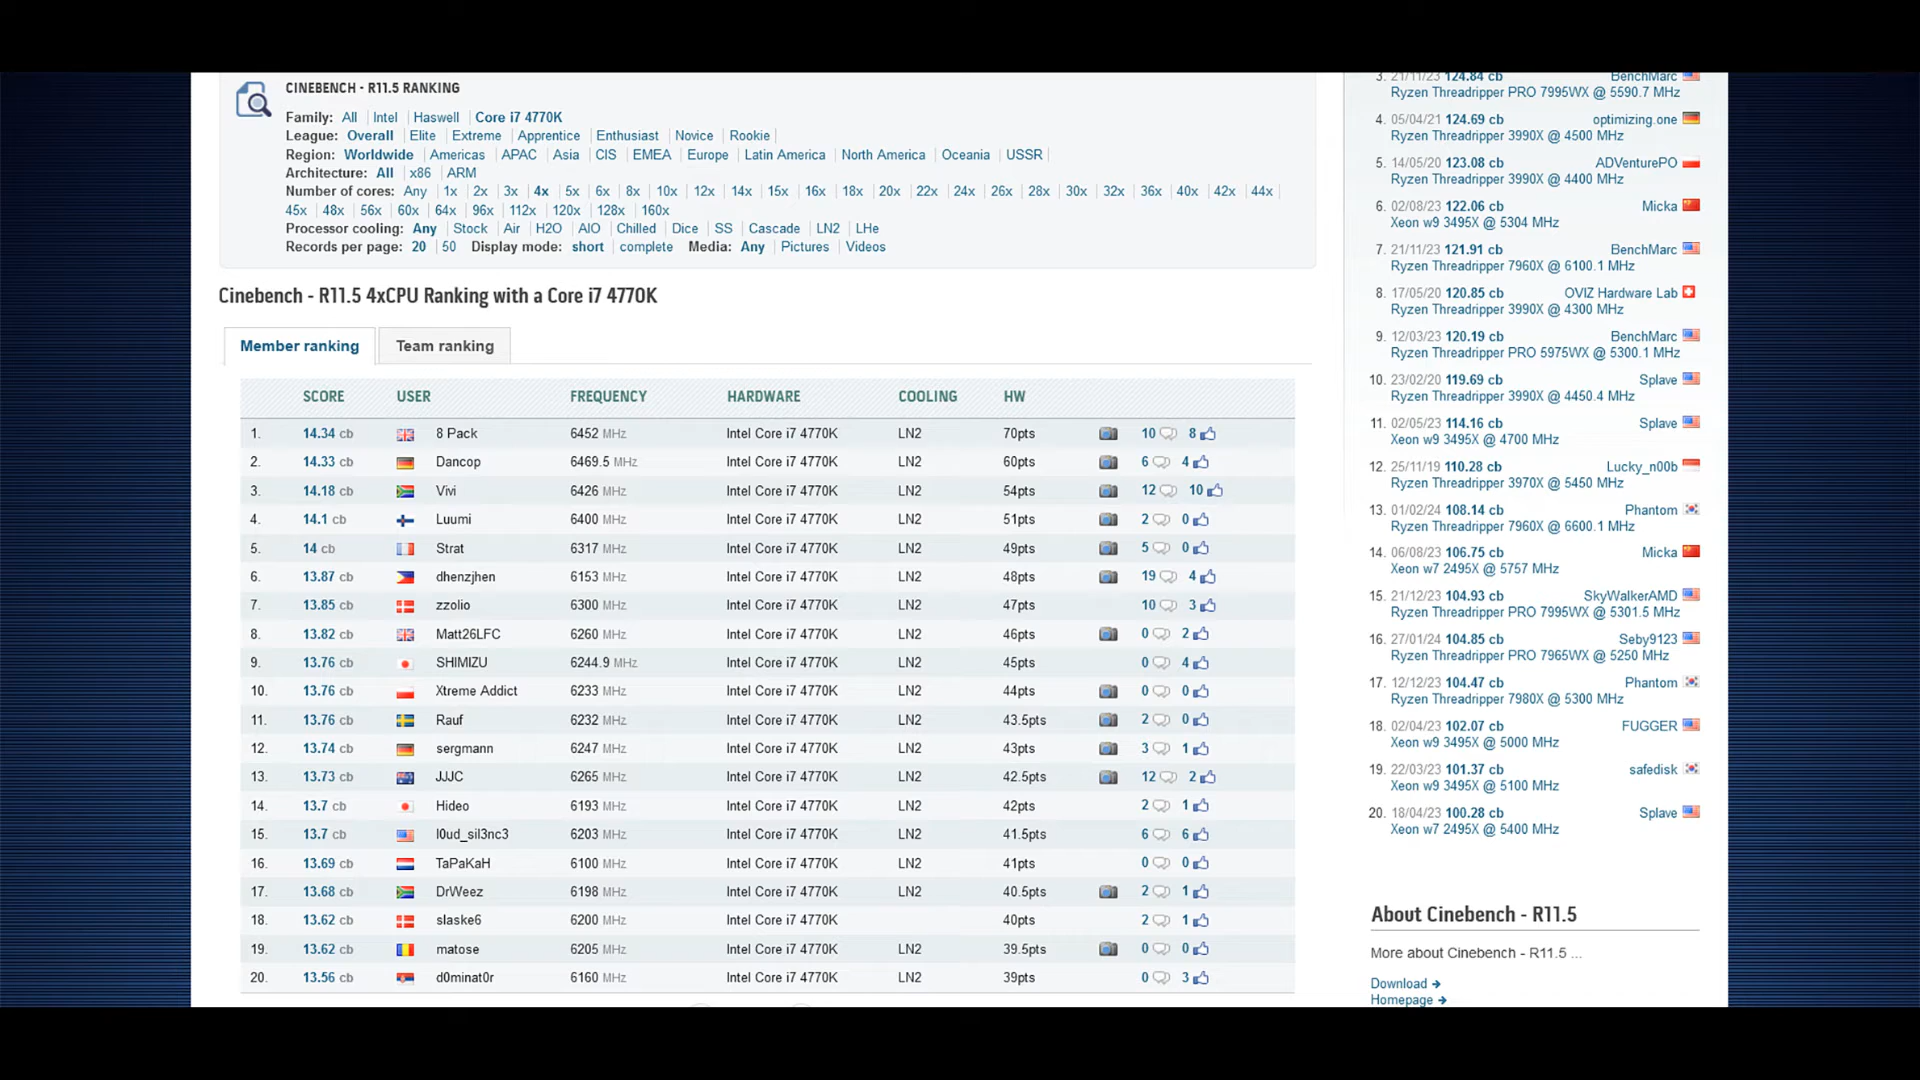 CINEBENCH - R11.5 RANKING
Family: All | Intel | Haswell | Core i7 4770K
League: Overall | Elite | Extreme | Apprentice | Enthusiast | Novice | Rookie |
Region: Worldwide | Americas | APAC | Asia | CIS | EMEA | Europe | Latin America | North America | Oceania | USSR |
Architecture: All | x86 | ARM
Number of cores: Any | 1x | 2x | 3x | 4x | 5x | 6x | 8x | 10x | 12x | 14x | 15x | 16x | 18x | 20x | 22x | 24x | 26x | 28x | 30x | 32x | 36x | 40x | 42x | 44x |
45x | 48x | 56x | 60x | 64x | 96x | 112x | 120x | 128x | 160x
Processor cooling: Any | Stock | Air | H2O | AIO | Chilled | Dice | SS | Cascade | LN2 | LHe
Records per page: 20 | 50 Display mode: short | complete Media: Any | Pictures | Videos
Cinebench - R11.5 4xCPU Ranking with a Core i7 4770K
Member ranking Team ranking
SCORE USER FREQUENCY HARDWARE COOLING HW
1. 14.34 cb 8 Pack 6452 MHz Intel Core i7 4770K LN2 70pts 10 8
2. 14.33 cb Dancop 6469.5 MHz Intel Core i7 4770K LN2 60pts 6 4
3. 14.18 cb Vivi 6426 MHz Intel Core i7 4770K LN2 54pts 12 10
4. 14.1 cb Luumi 6400 MHz Intel Core i7 4770K LN2 51pts 2 0
5. 14 cb Strat 6317 MHz Intel Core i7 4770K LN2 49pts 5 0
6. 13.87 cb dhenzjhen 6153 MHz Intel Core i7 4770K LN2 48pts 19 4
7. 13.85 cb zzolio 6300 MHz Intel Core i7 4770K LN2 47pts 10 3
8. 13.82 cb Matt26LFC 6260 MHz Intel Core i7 4770K LN2 46pts 0 2
9. 13.76 cb SHIMIZU 6244.9 MHz Intel Core i7 4770K LN2 45pts 0 4
10. 13.76 cb Xtreme Addict 6233 MHz Intel Core i7 4770K LN2 44pts 0 0
11. 13.76 cb Rauf 6232 MHz Intel Core i7 4770K LN2 43.5pts 2 0
12. 13.74 cb sergmann 6247 MHz Intel Core i7 4770K LN2 43pts 3 1
13. 13.73 cb JJJC 6265 MHz Intel Core i7 4770K LN2 42.5pts 12 2
14. 13.7 cb Hideo 6193 MHz Intel Core i7 4770K LN2 42pts 2 1
15. 13.7 cb l0ud_sil3nc3 6203 MHz Intel Core i7 4770K LN2 41.5pts 6 6
16. 13.69 cb TaPaKaH 6100 MHz Intel Core i7 4770K LN2 41pts 0 0
17. 13.68 cb DrWeez 6198 MHz Intel Core i7 4770K LN2 40.5pts 2 1
18. 13.62 cb slaske6 6200 MHz Intel Core i7 4770K 40pts 2 1
19. 13.62 cb matose 6205 MHz Intel Core i7 4770K LN2 39.5pts 0 0
20. 13.56 cb d0minat0r 6160 MHz Intel Core i7 4770K LN2 39pts 0 3
3. 21/11/23 124.84 cb BenchMarc
Ryzen Threadripper PRO 7995WX @ 5590.7 MHz
4. 05/04/21 124.69 cb optimizing.one
Ryzen Threadripper 3990X @ 4500 MHz
5. 14/05/20 123.08 cb ADVenturePO
Ryzen Threadripper 3990X @ 4400 MHz
6. 02/08/23 122.06 cb Micka
Xeon w9 3495X @ 5304 MHz
7. 21/11/23 121.91 cb BenchMarc
Ryzen Threadripper 7960X @ 6100.1 MHz
8. 17/05/20 120.85 cb OVIZ Hardware Lab
Ryzen Threadripper 3990X @ 4300 MHz
9. 12/03/23 120.19 cb BenchMarc
Ryzen Threadripper PRO 5975WX @ 5300.1 MHz
10. 23/02/20 119.69 cb Splave
Ryzen Threadripper 3990X @ 4450.4 MHz
11. 02/05/23 114.16 cb Splave
Xeon w9 3495X @ 4700 MHz
12. 25/11/19 110.28 cb Lucky_n00b
Ryzen Threadripper 3970X @ 5450 MHz
13. 01/02/24 108.14 cb Phantom
Ryzen Threadripper 7960X @ 6600.1 MHz
14. 06/08/23 106.75 cb Micka
Xeon w7 2495X @ 5757 MHz
15. 21/12/23 104.93 cb SkyWalkerAMD
Ryzen Threadripper PRO 7995WX @ 5301.5 MHz
16. 27/01/24 104.85 cb Seby9123
Ryzen Threadripper PRO 7965WX @ 5250 MHz
17. 12/12/23 104.47 cb Phantom
Ryzen Threadripper 7980X @ 5300 MHz
18. 02/04/23 102.07 cb FUGGER
Xeon w9 3495X @ 5000 MHz
19. 22/03/23 101.37 cb safedisk
Xeon w9 3495X @ 5100 MHz
20. 18/04/23 100.28 cb Splave
Xeon w7 2495X @ 5400 MHz
About Cinebench - R11.5
More about Cinebench - R11.5 ...
Download
Homepage